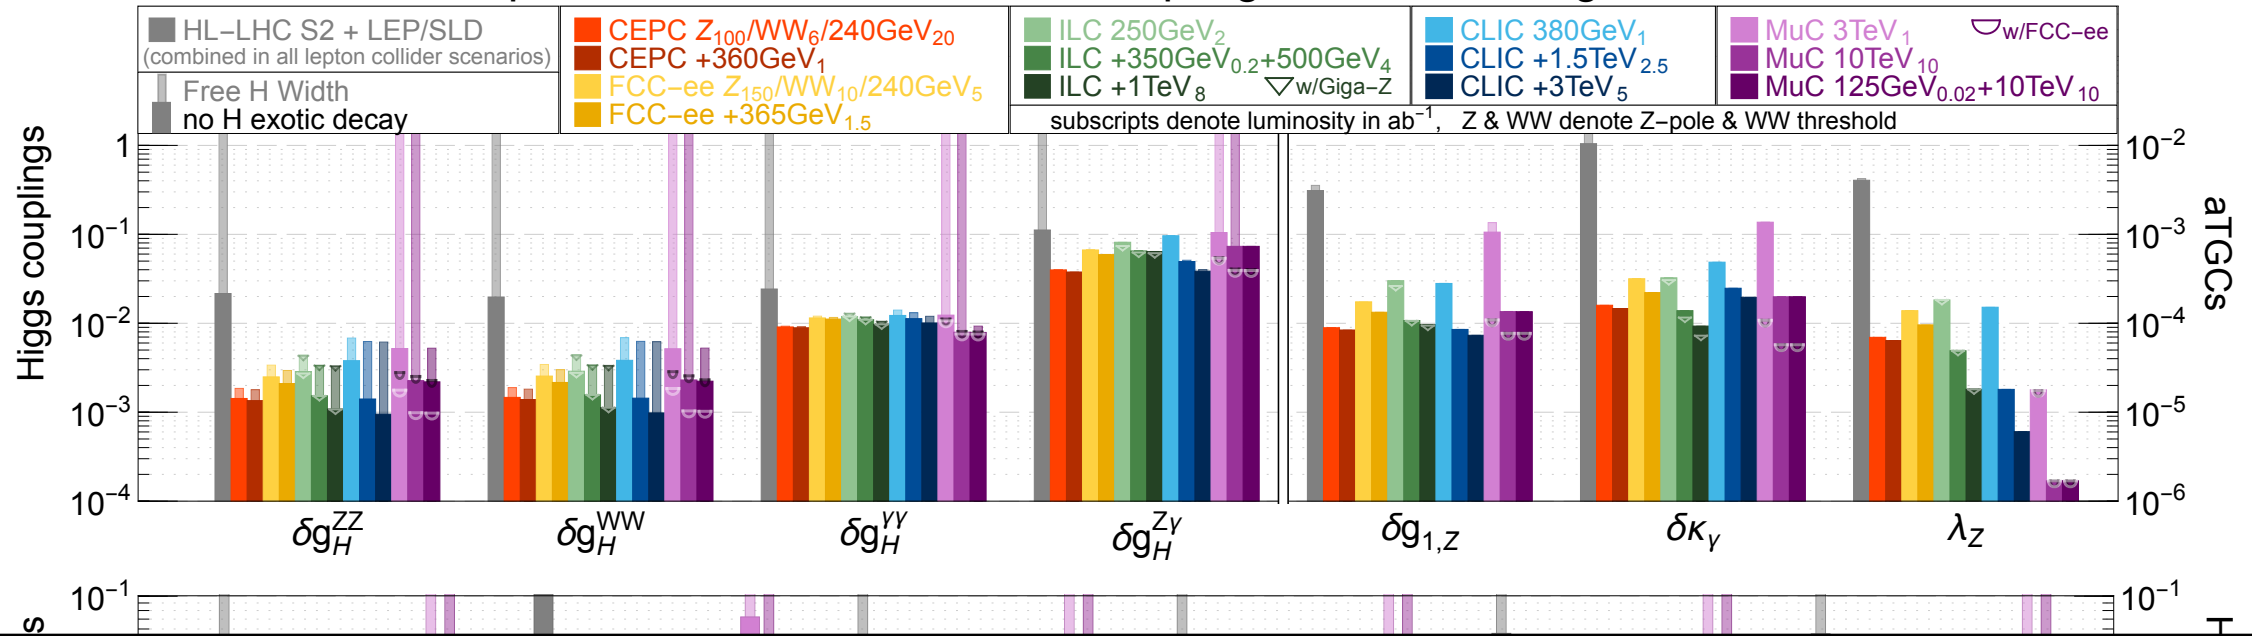 HL−LHC S2 + LEP/SLD
(combined in all lepton collider scenarios)
Free H Width
no H exotic decay
CEPC Z100/WW6/240GeV20
CEPC +360GeV1
FCC−ee Z150/WW10/240GeV5
FCC−ee +365GeV1.5
ILC 250GeV2
ILC +350GeV0.2+500GeV4
ILC +1TeV8 w/Giga−Z
CLIC 380GeV1
CLIC +1.5TeV2.5
CLIC +3TeV5
MuC 3TeV1 w/FCC−ee
MuC 10TeV10
MuC 125GeV0.02+10TeV10
subscripts denote luminosity in ab−1, Z & WW denote Z−pole & WW threshold
Higgs couplings
1
10−1
10−2
10−3
10−4
10−2
10−3
10−4
10−5
10−6
aTGCs
δgHZZ δgHWW δgHγγ δgHZγ δg1,Z δκγ λZ
10−1 10−1